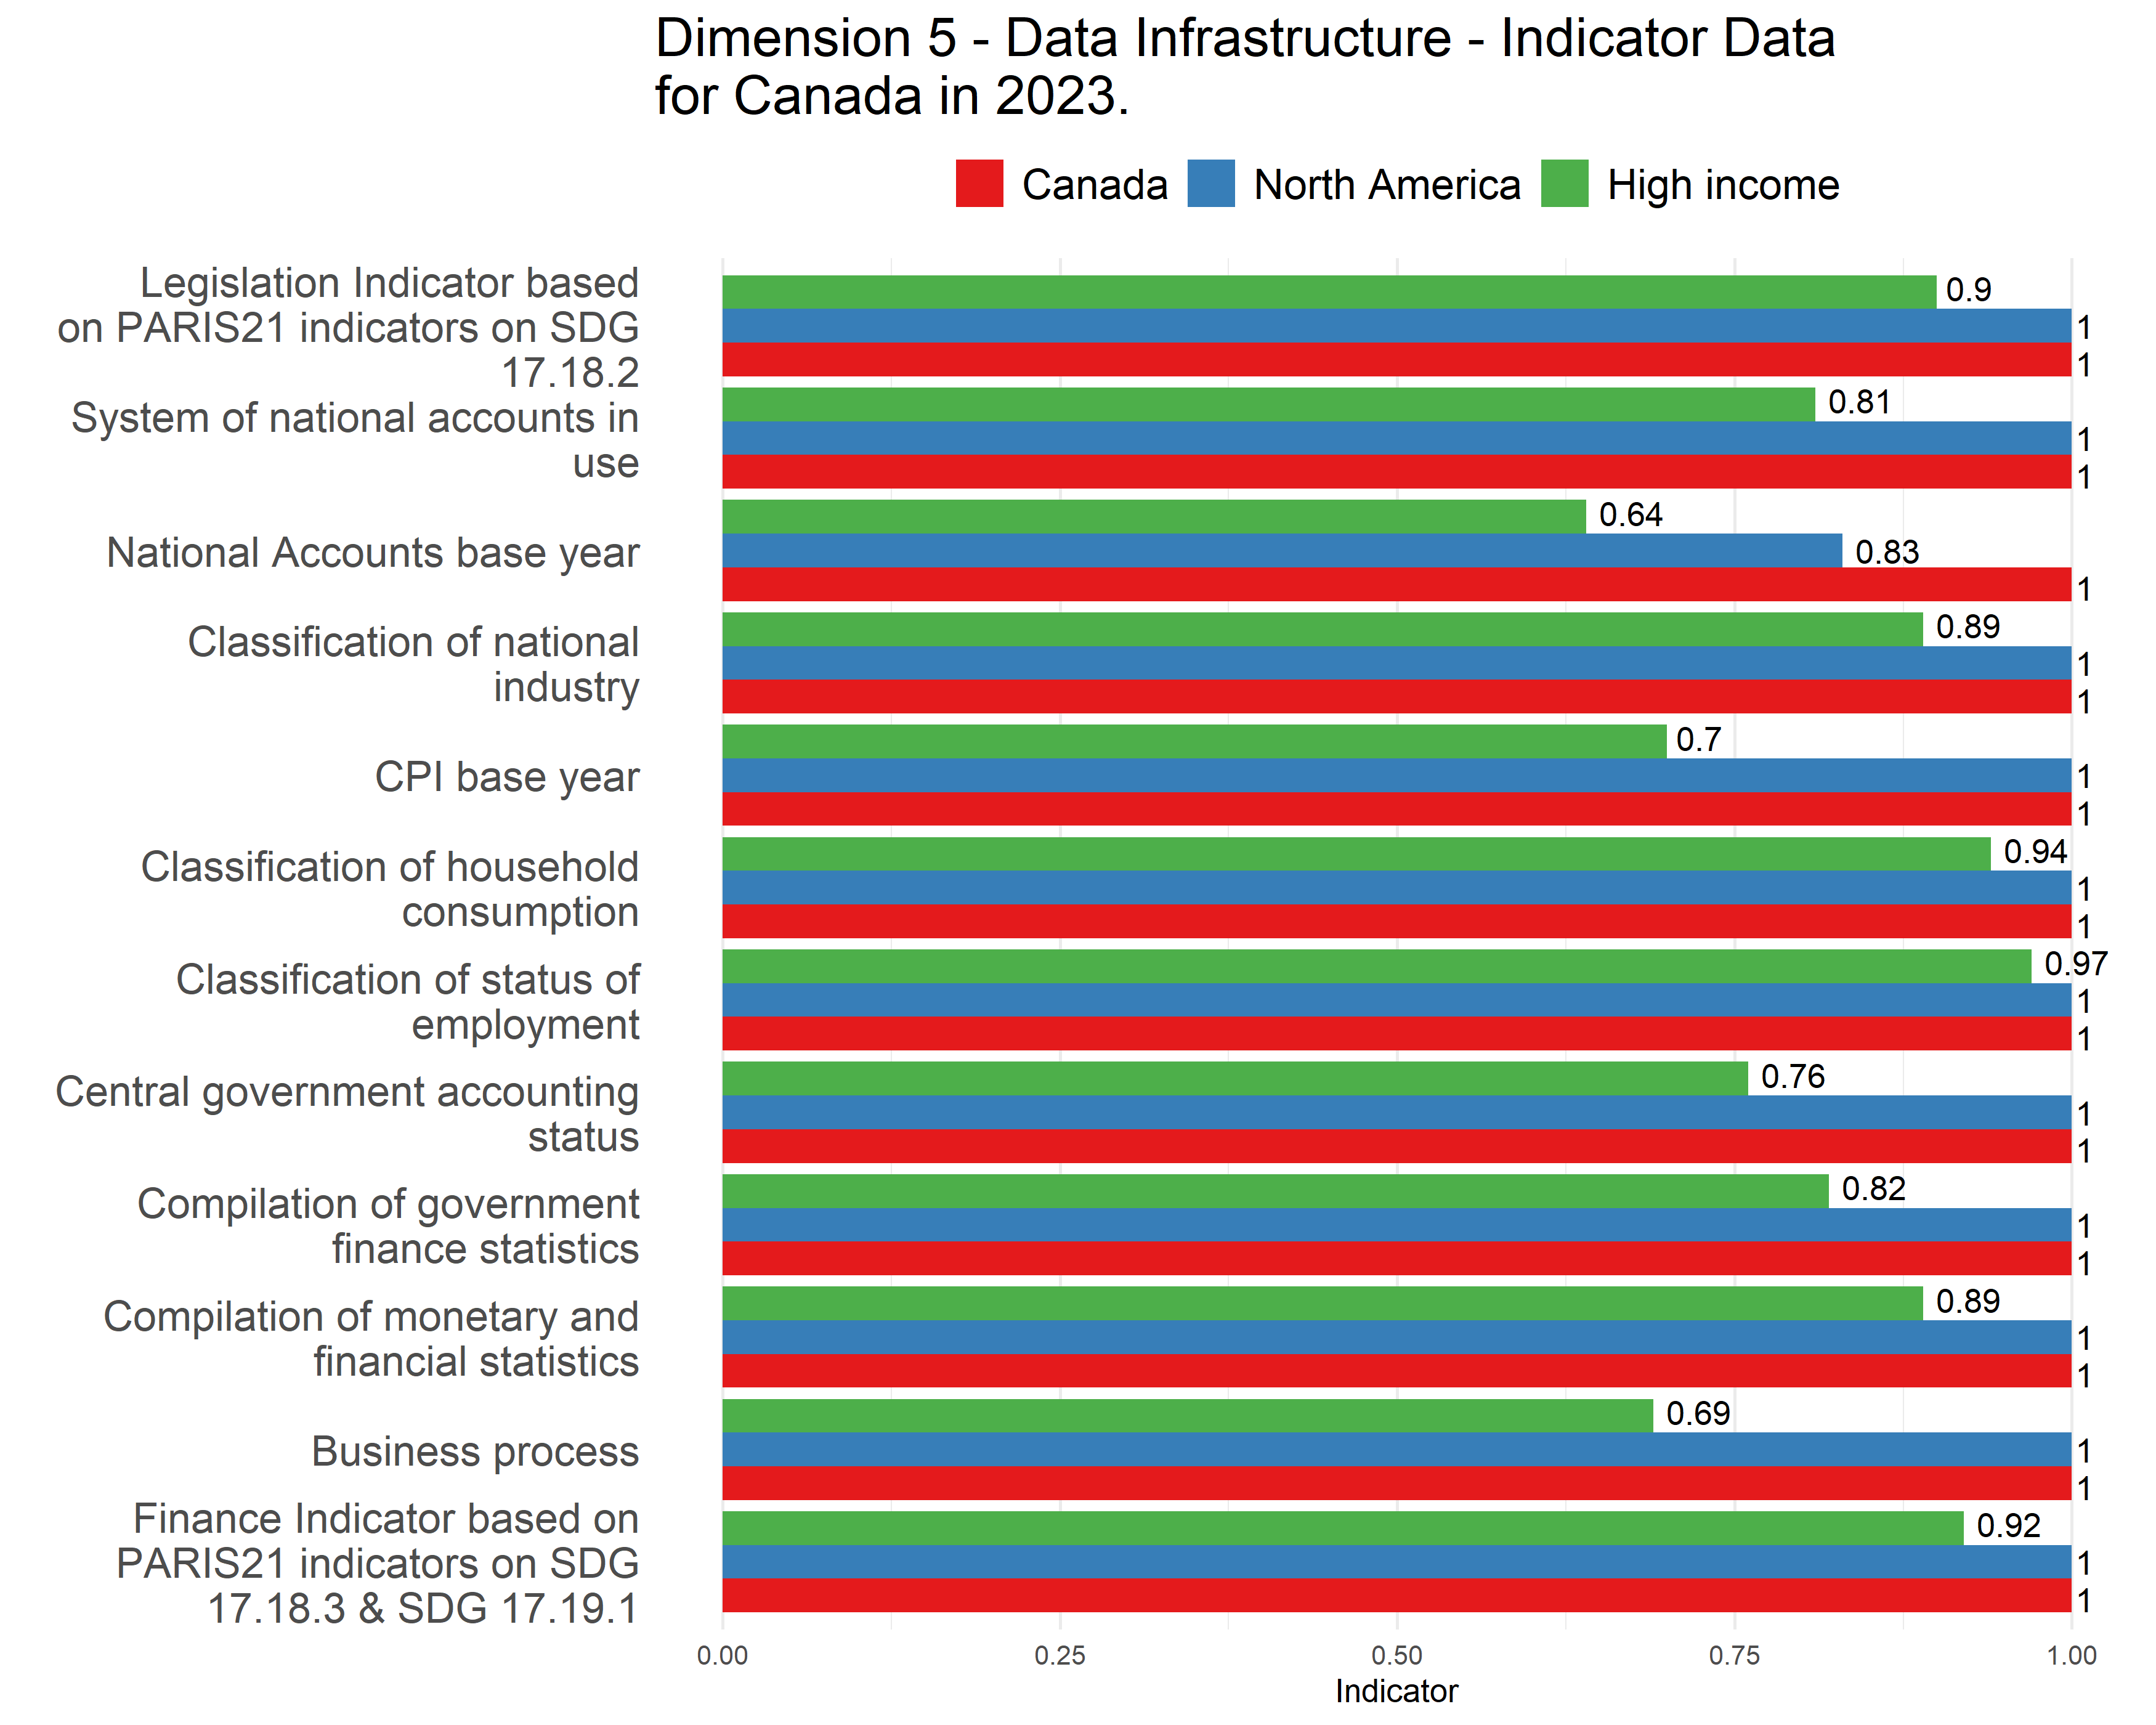 Dimension 5 - Data Infrastructure - Indicator Data
for Canada in 2023.
Canada North America High income
Legislation Indicator based
on PARIS21 indicators on SDG
17.18.2
0.9
1
1
System of national accounts in
use
0.81
1
1
National Accounts base year
0.64
0.83
1
Classification of national
industry
0.89
1
1
CPI base year
0.7
1
1
Classification of household
consumption
0.94
1
1
Classification of status of
employment
0.97
1
1
Central government accounting
status
0.76
1
1
Compilation of government
finance statistics
0.82
1
1
Compilation of monetary and
financial statistics
0.89
1
1
Business process
0.69
1
1
Finance Indicator based on
PARIS21 indicators on SDG
17.18.3 & SDG 17.19.1
0.92
1
1
0.00 0.25 0.50 0.75 1.00
Indicator